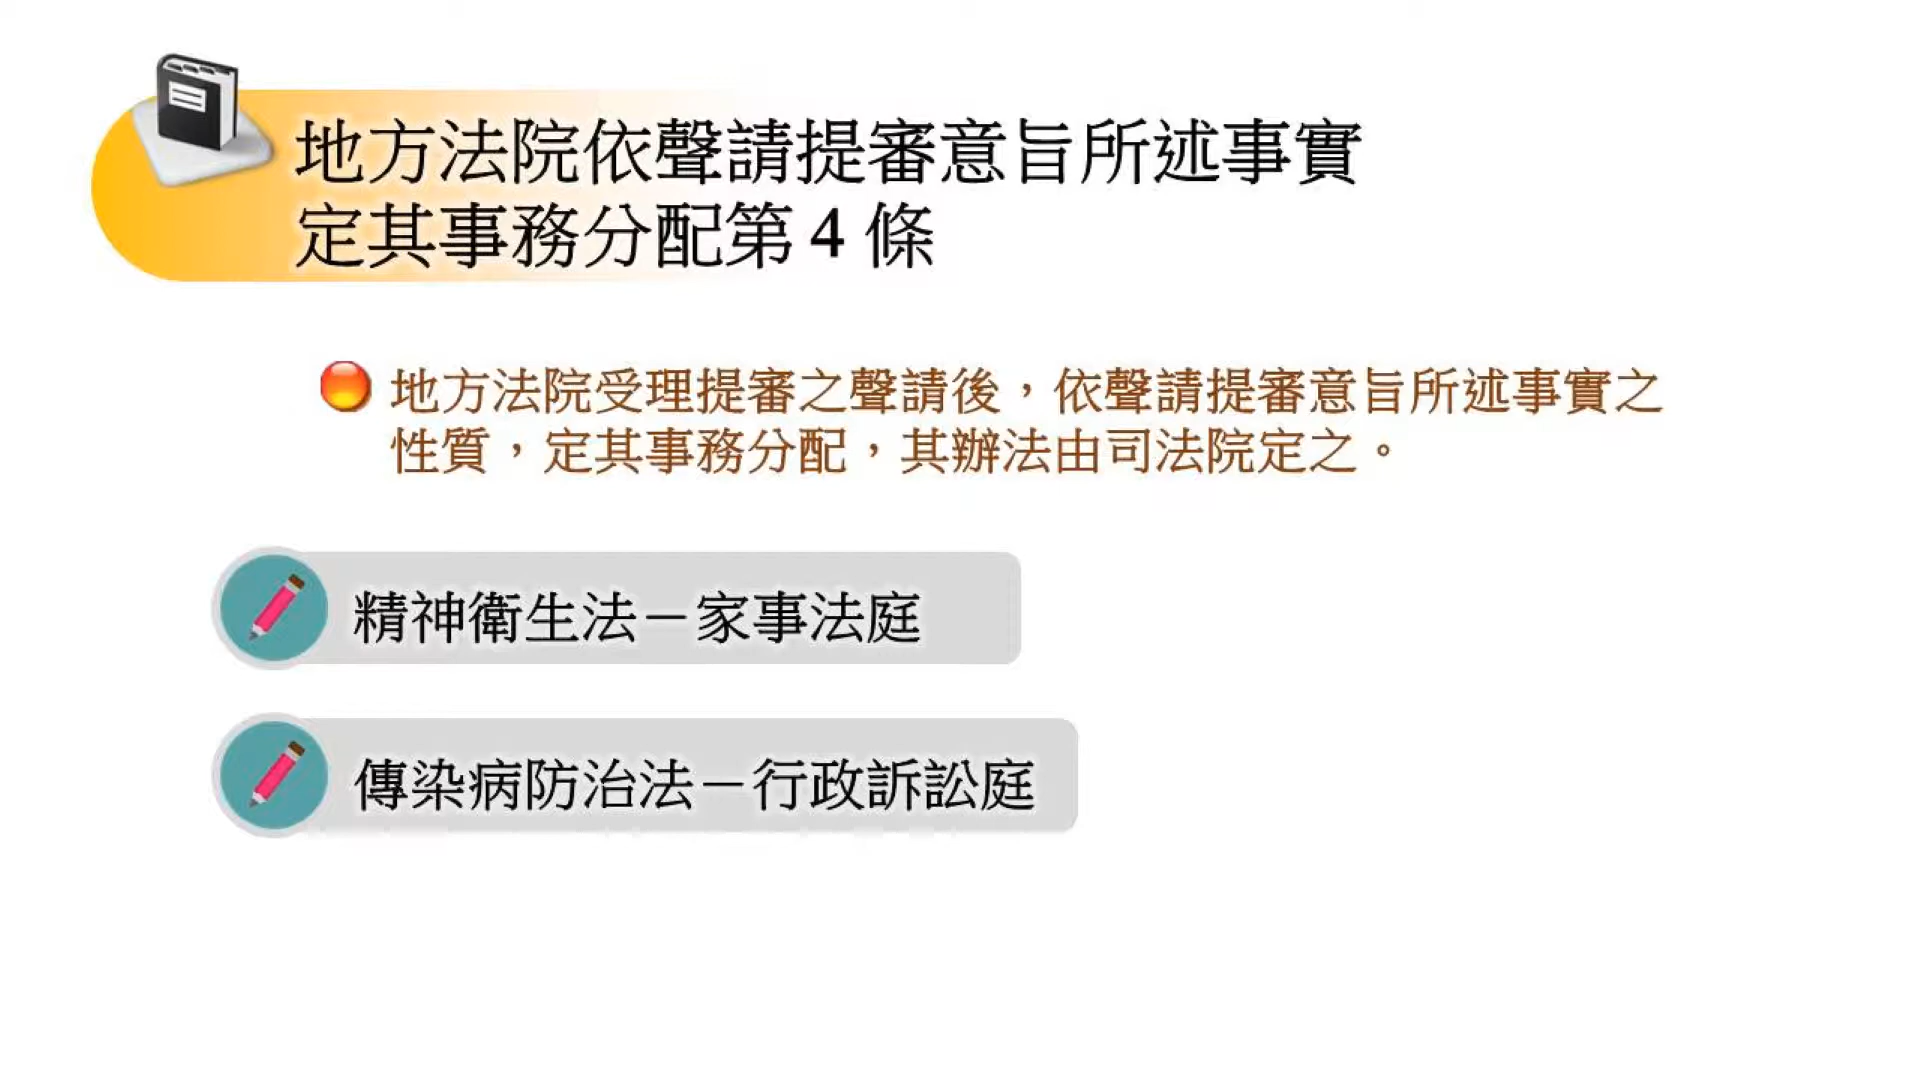 地方法院依聲請提審意旨所述事實
定其事務分配第 4 條
地方法院受理提審之聲請後，依聲請提審意旨所述事實之
性質，定其事務分配，其辦法由司法院定之。
精神衛生法－家事法庭
傳染病防治法－行政訴訟庭